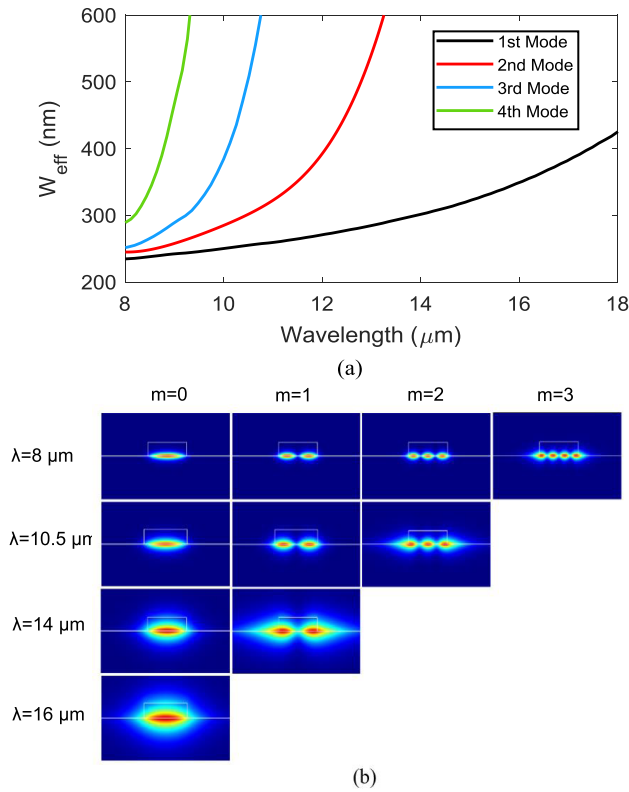 (a)
600
500
400
300
200
W_eff (nm)
8
10
12
14
16
18
Wavelength (μm)
1st Mode
2nd Mode
3rd Mode
4th Mode
(a)
m=0
m=1
m=2
m=3
λ=8 μm
λ=10.5 μm
λ=14 μm
λ=16 μm
(b)